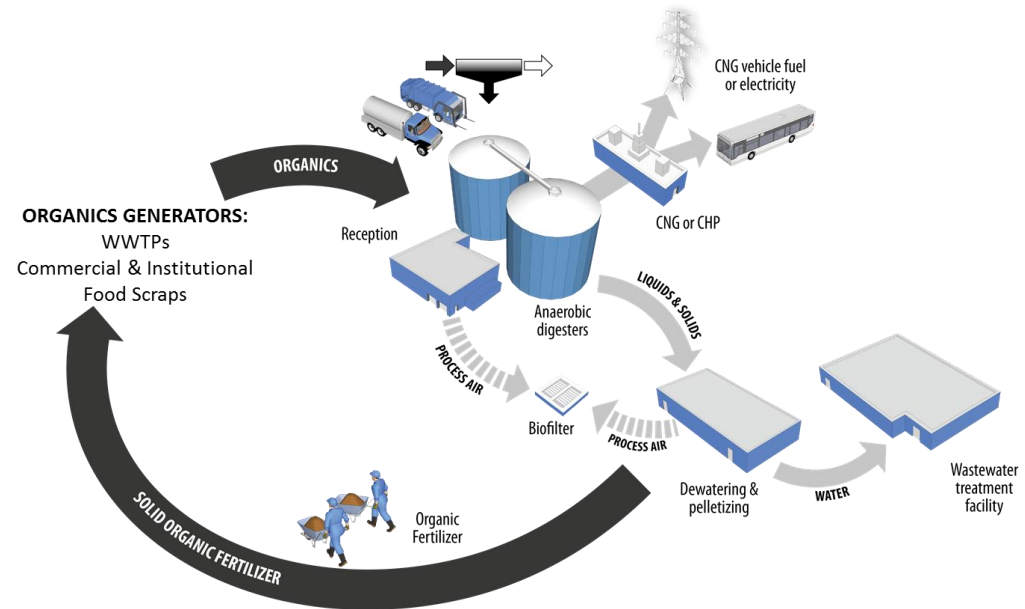 CNG vehicle fuel
or electricity
ORGANICS
ORGANICS GENERATORS:
WWTPs
Commercial & Institutional
Food Scraps
Reception
CNG or CHP
Anaerobic
digesters
LIQUIDS & SOLIDS
PROCESS AIR
Biofilter
PROCESS AIR
Dewatering &
pelletizing
WATER
Wastewater
treatment
facility
Organic
Fertilizer
SOLID ORGANIC FERTILIZER